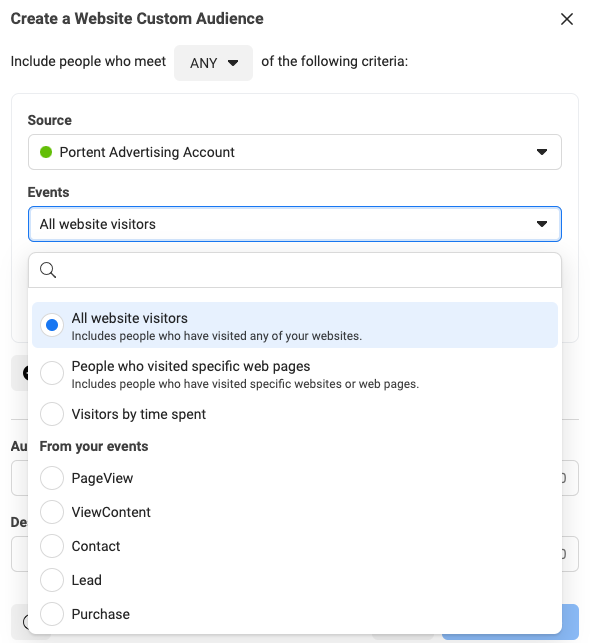 Create a Website Custom Audience
Include people who meet ANY of the following criteria:
Source
Portent Advertising Account
Events
All website visitors
All website visitors
Includes people who have visited any of your websites.
People who visited specific web pages
Includes people who have visited specific websites or web pages.
Visitors by time spent
From your events
PageView
ViewContent
Contact
Lead
Purchase
Au
De